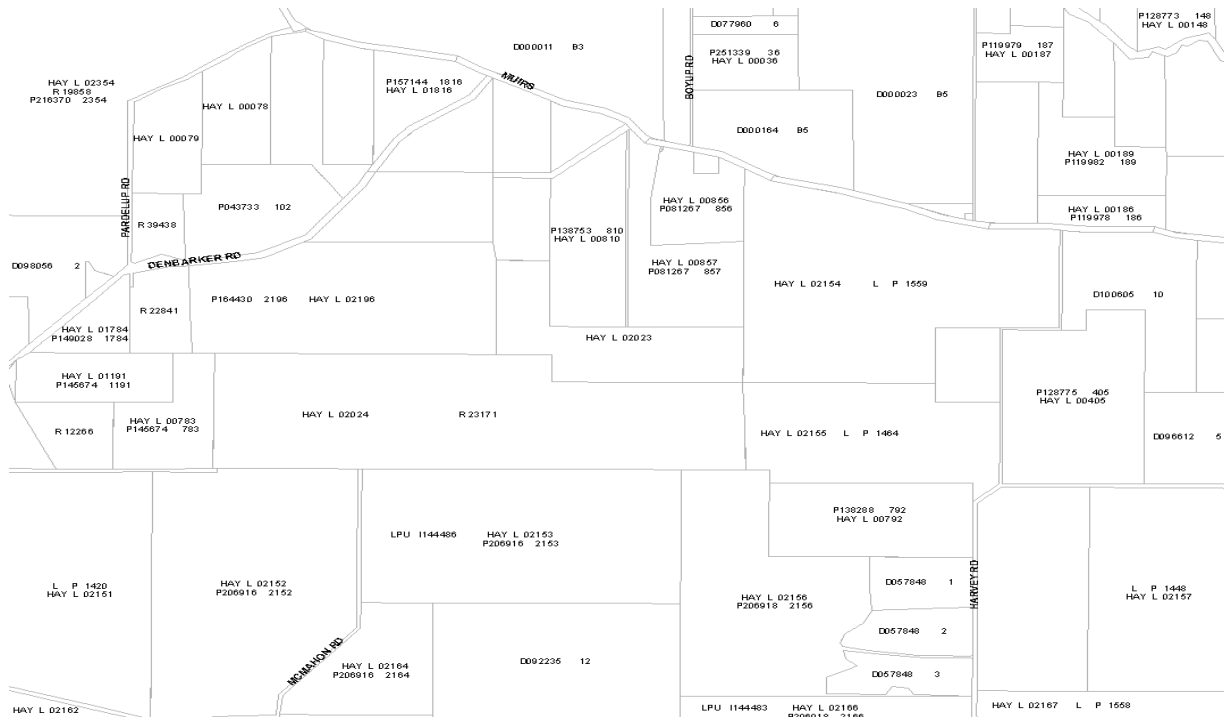 P128773 148
HAY L 00148
D077960 6
D000011 B3
P119979 187
HAY L 00187
P251339 36
HAY L 00036
BOYUP RD
MUIRS
HAY L 02354
R 19858
P216370 2354
P157144 1816
HAY L 01816
D000023 B5
HAY L 00078
D000164 B5
HAY L 00079
HAY L 00189
P119982 189
PARDELUP RD
HAY L 00856
P081267 856
P043733 102
HAY L 00186
P119978 186
R 39438
P138753 810
HAY L 00810
DENBARKER RD
D098056 2
HAY L 00857
P081267 857
HAY L 02154 L P 1559
P164430 2196 HAY L 02196
D100605 10
R 22841
HAY L 01784
P149028 1784
HAY L 02023
HAY L 01191
P145674 1191
P128775 405
HAY L 00405
HAY L 02024 R 23171
HAY L 00783
P145674 783
R 12266
HAY L 02155 L P 1464
D096612 5
P138288 792
HAY L 00792
LPU I144486 HAY L 02153
P206916 2153
HARVEY RD
L P 1420
HAY L 02151
HAY L 02152
P206916 2152
D057848 1
L P 1448
HAY L 02157
HAY L 02156
P206918 2156
D057848 2
MCMAHON RD
D092235 12
HAY L 02164
P206916 2164
D057848 3
HAY L 02162
LPU I144483 HAY L 02166
P206918 2166
HAY L 02167 L P 1558